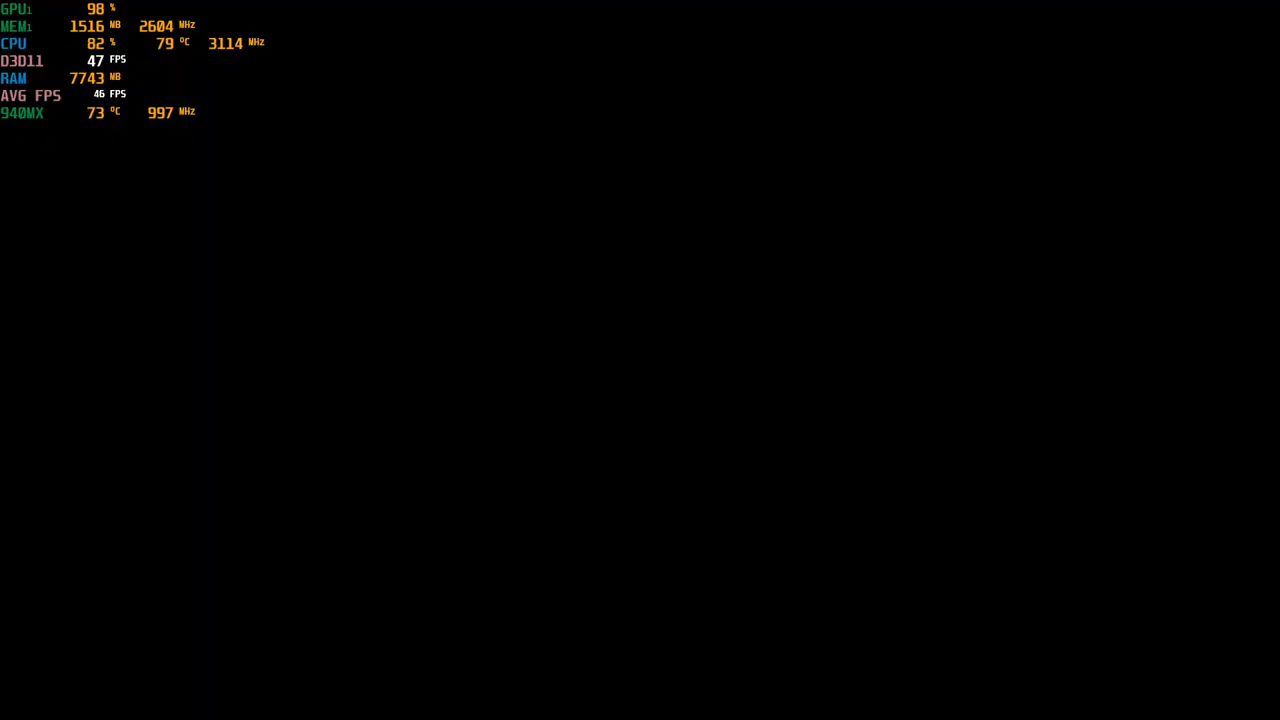 GPU1 98 %
MEM1 1516 MB 2604 MHz
CPU 82 % 79 °C 3114 MHz
D3D11 47 FPS
RAM 7743 MB
AVG FPS 46 FPS
940MX 73 °C 997 MHz